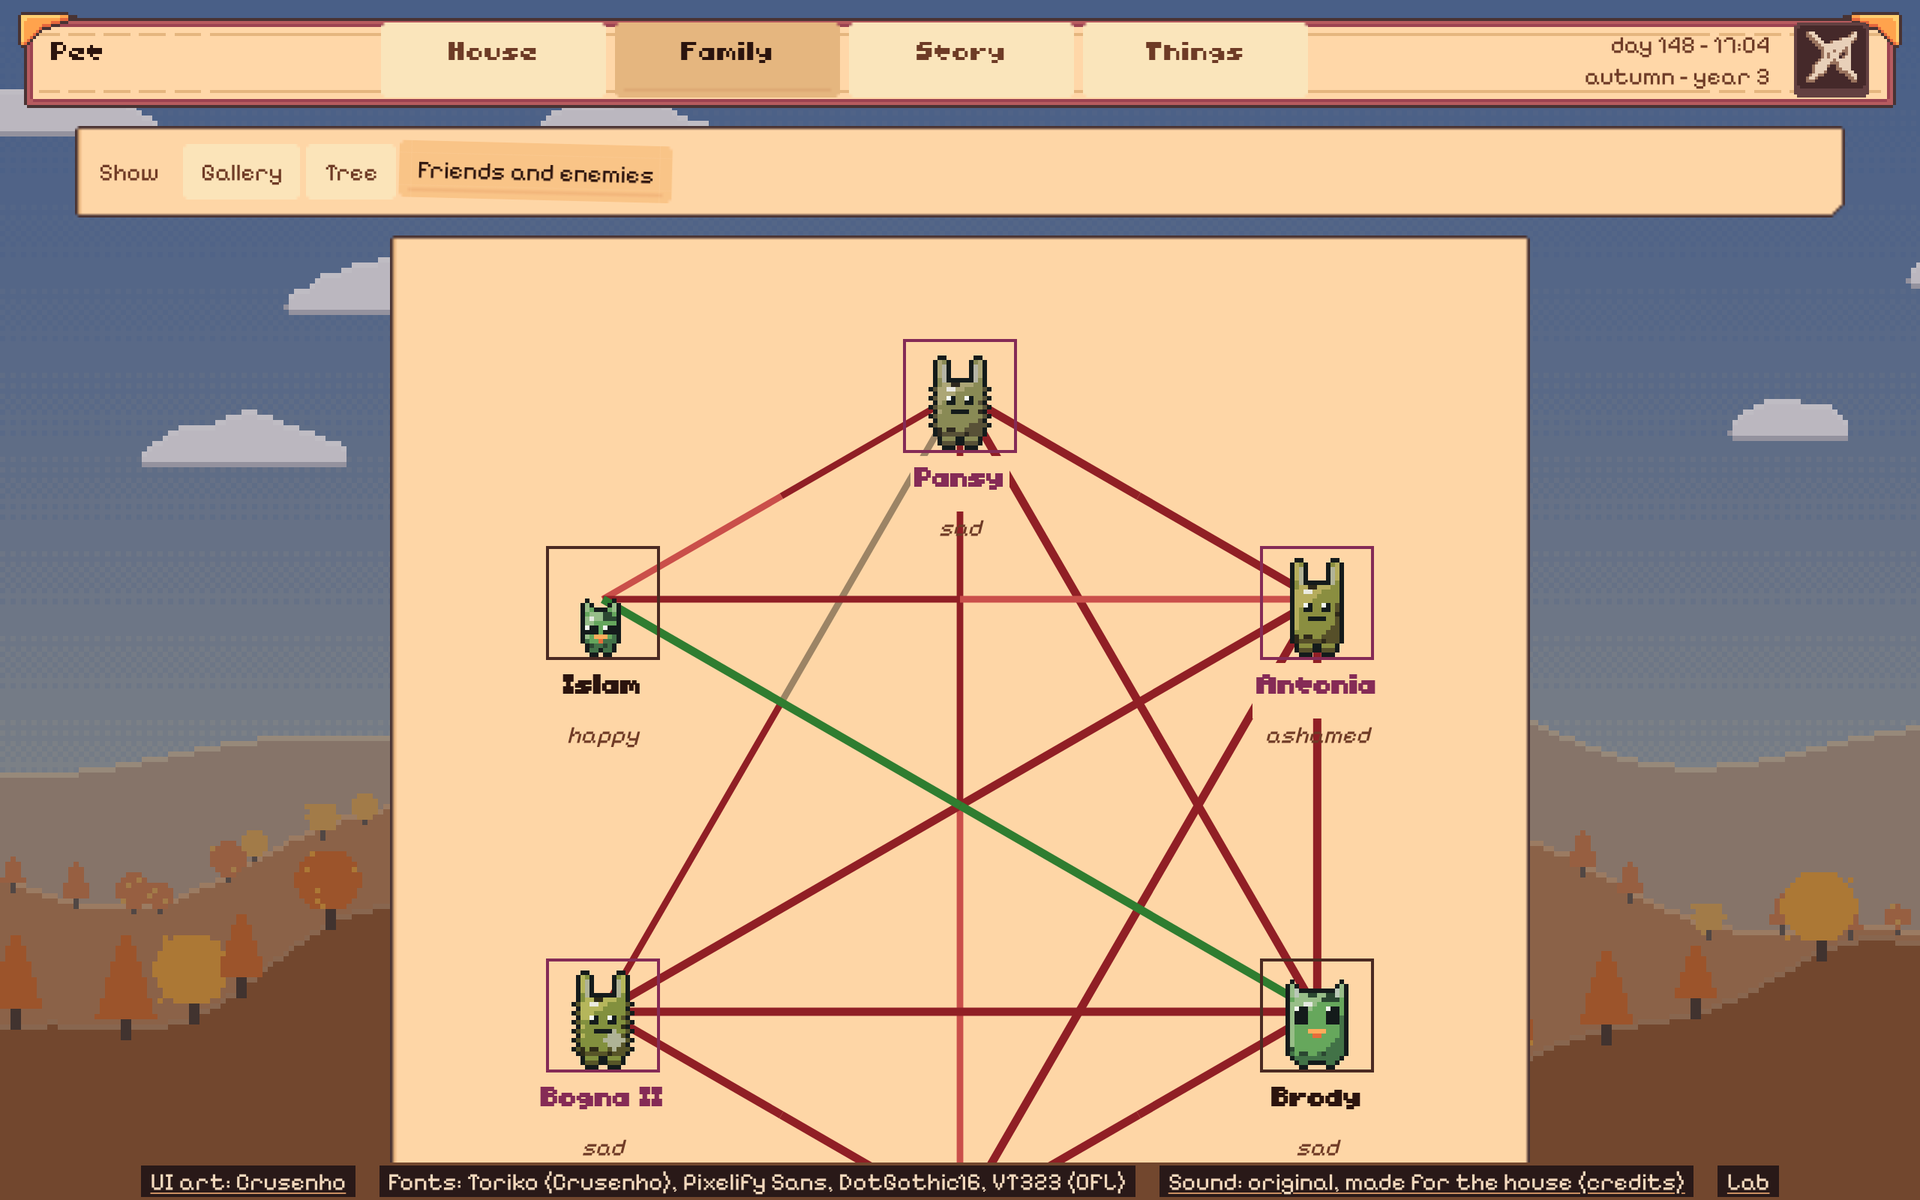 Pet
House
Family
Story
Things
day 148 - 17:04
autumn - year 3
Show
Gallery
Tree
Friends and enemies
Pansy
sad
Islam
happy
Antonia
ashamed
Bogna II
sad
Brody
sad
UI art: Crusenho
Fonts: Toriko (Crusenho), Pixelify Sans, DotGothic16, VT323 (OFL)
Sound: original, made for the house (credits)
Lab